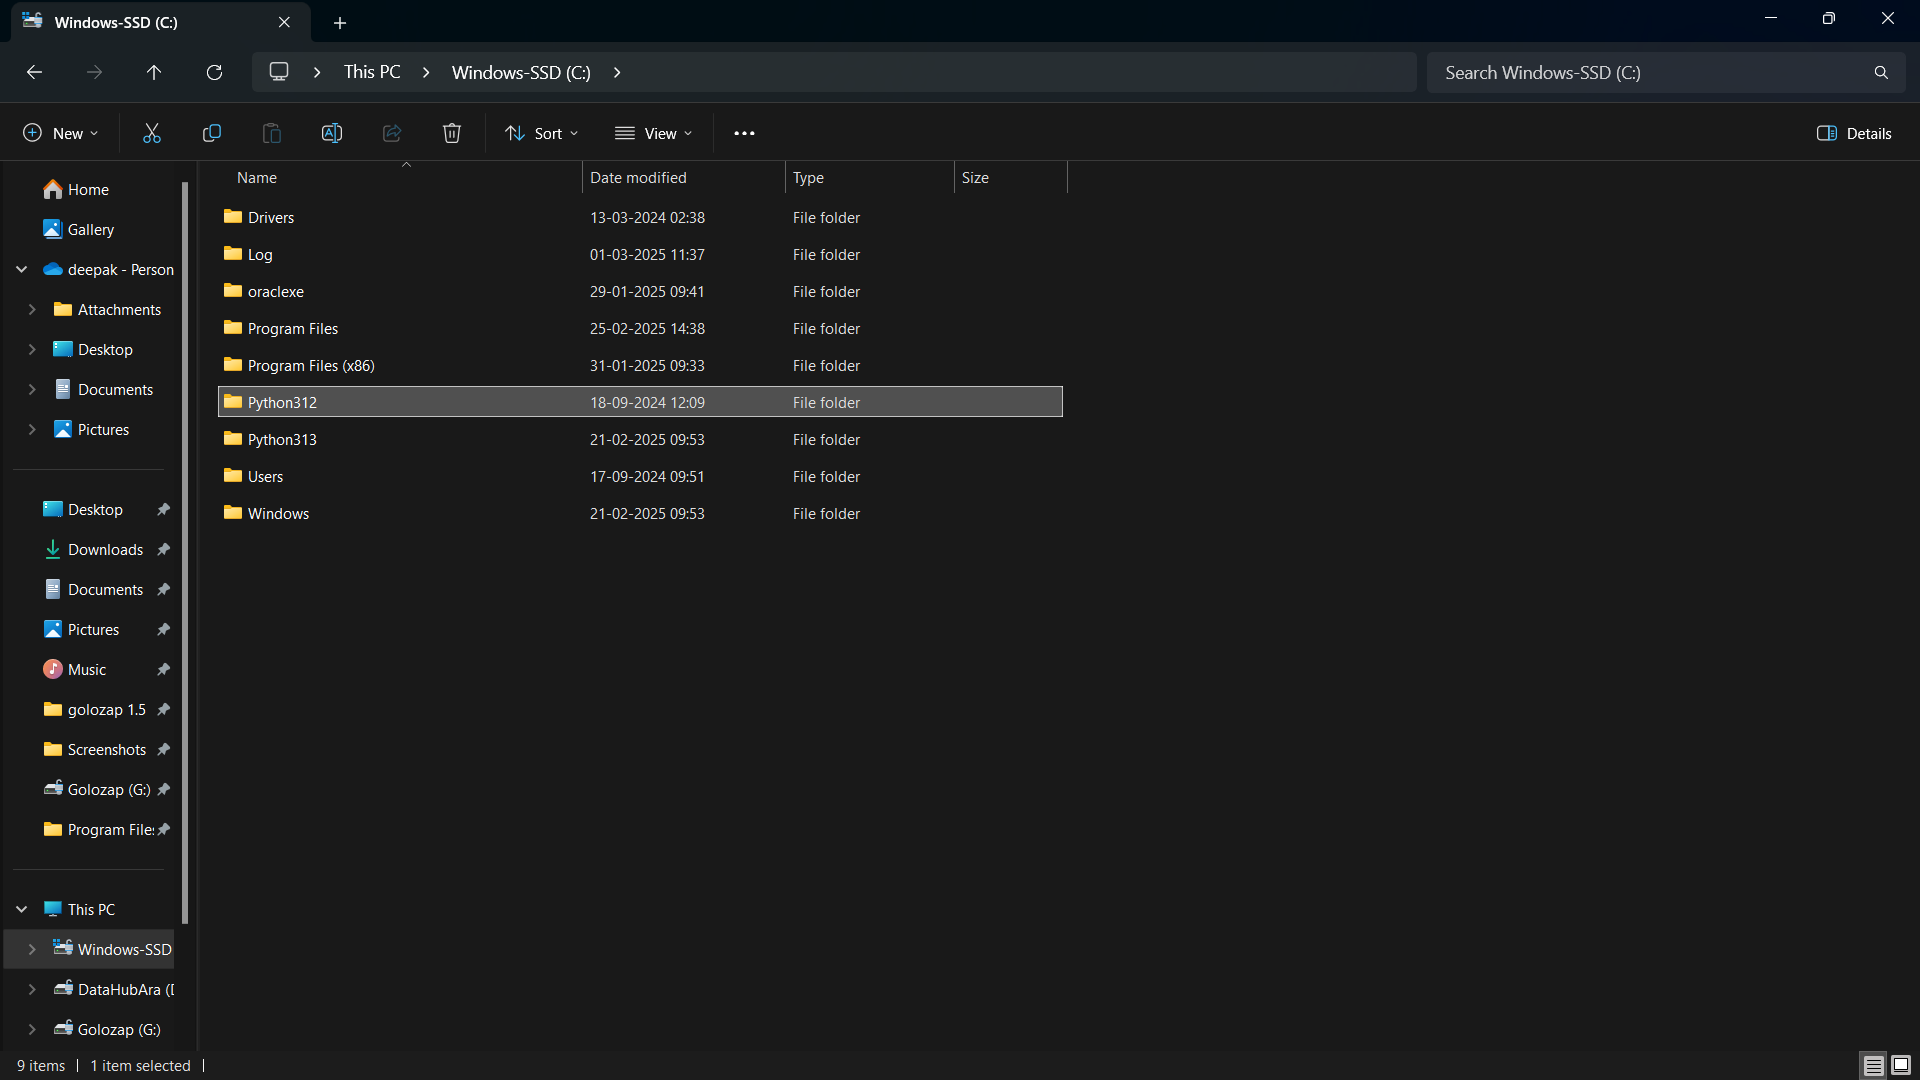 Windows-SSD (C:)
This PC
Windows-SSD (C:)
Search Windows-SSD (C:)
New
Sort
View
Details
Name Date modified Type Size
Drivers 13-03-2024 02:38 File folder
Log 01-03-2025 11:37 File folder
oraclexe 29-01-2025 09:41 File folder
Program Files 25-02-2025 14:38 File folder
Program Files (x86) 31-01-2025 09:33 File folder
Python312 18-09-2024 12:09 File folder
Python313 21-02-2025 09:53 File folder
Users 17-09-2024 09:51 File folder
Windows 21-02-2025 09:53 File folder
Home
Gallery
deepak - Person
Attachments
Desktop
Documents
Pictures
Desktop
Downloads
Documents
Pictures
Music
golozap 1.5
Screenshots
Golozap (G:)
Program Files
This PC
Windows-SSD
DataHubAra (
Golozap (G:)
9 items
1 item selected